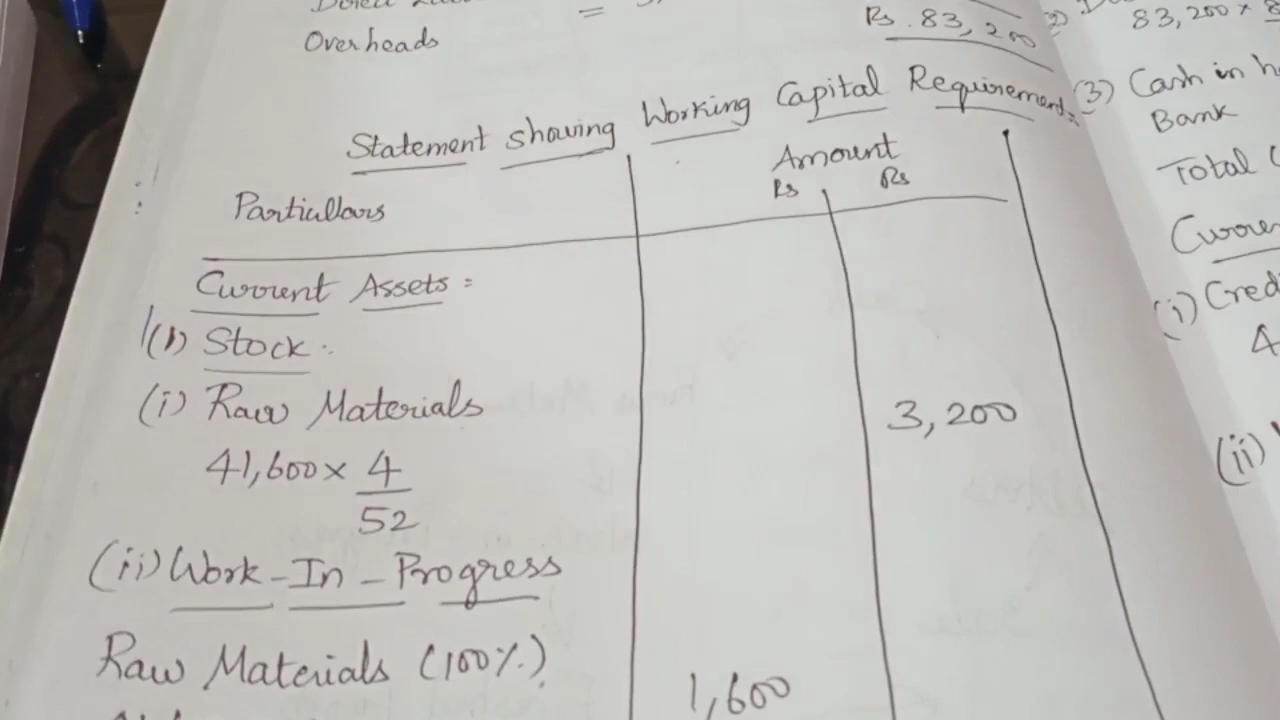 Overheads
Rs. 83,200
Statement showing Working Capital Requirement:
Particulars
Amount
Rs
Rs
Current Assets:
(1) Stock:
(i) Raw Materials
3,200
41,600 × 4/52
(ii) Work-In-Progress
Raw Materials (100%)
1,600
83,200 ×
(3) Cash in
Bank
Total
(i)
4
(ii)